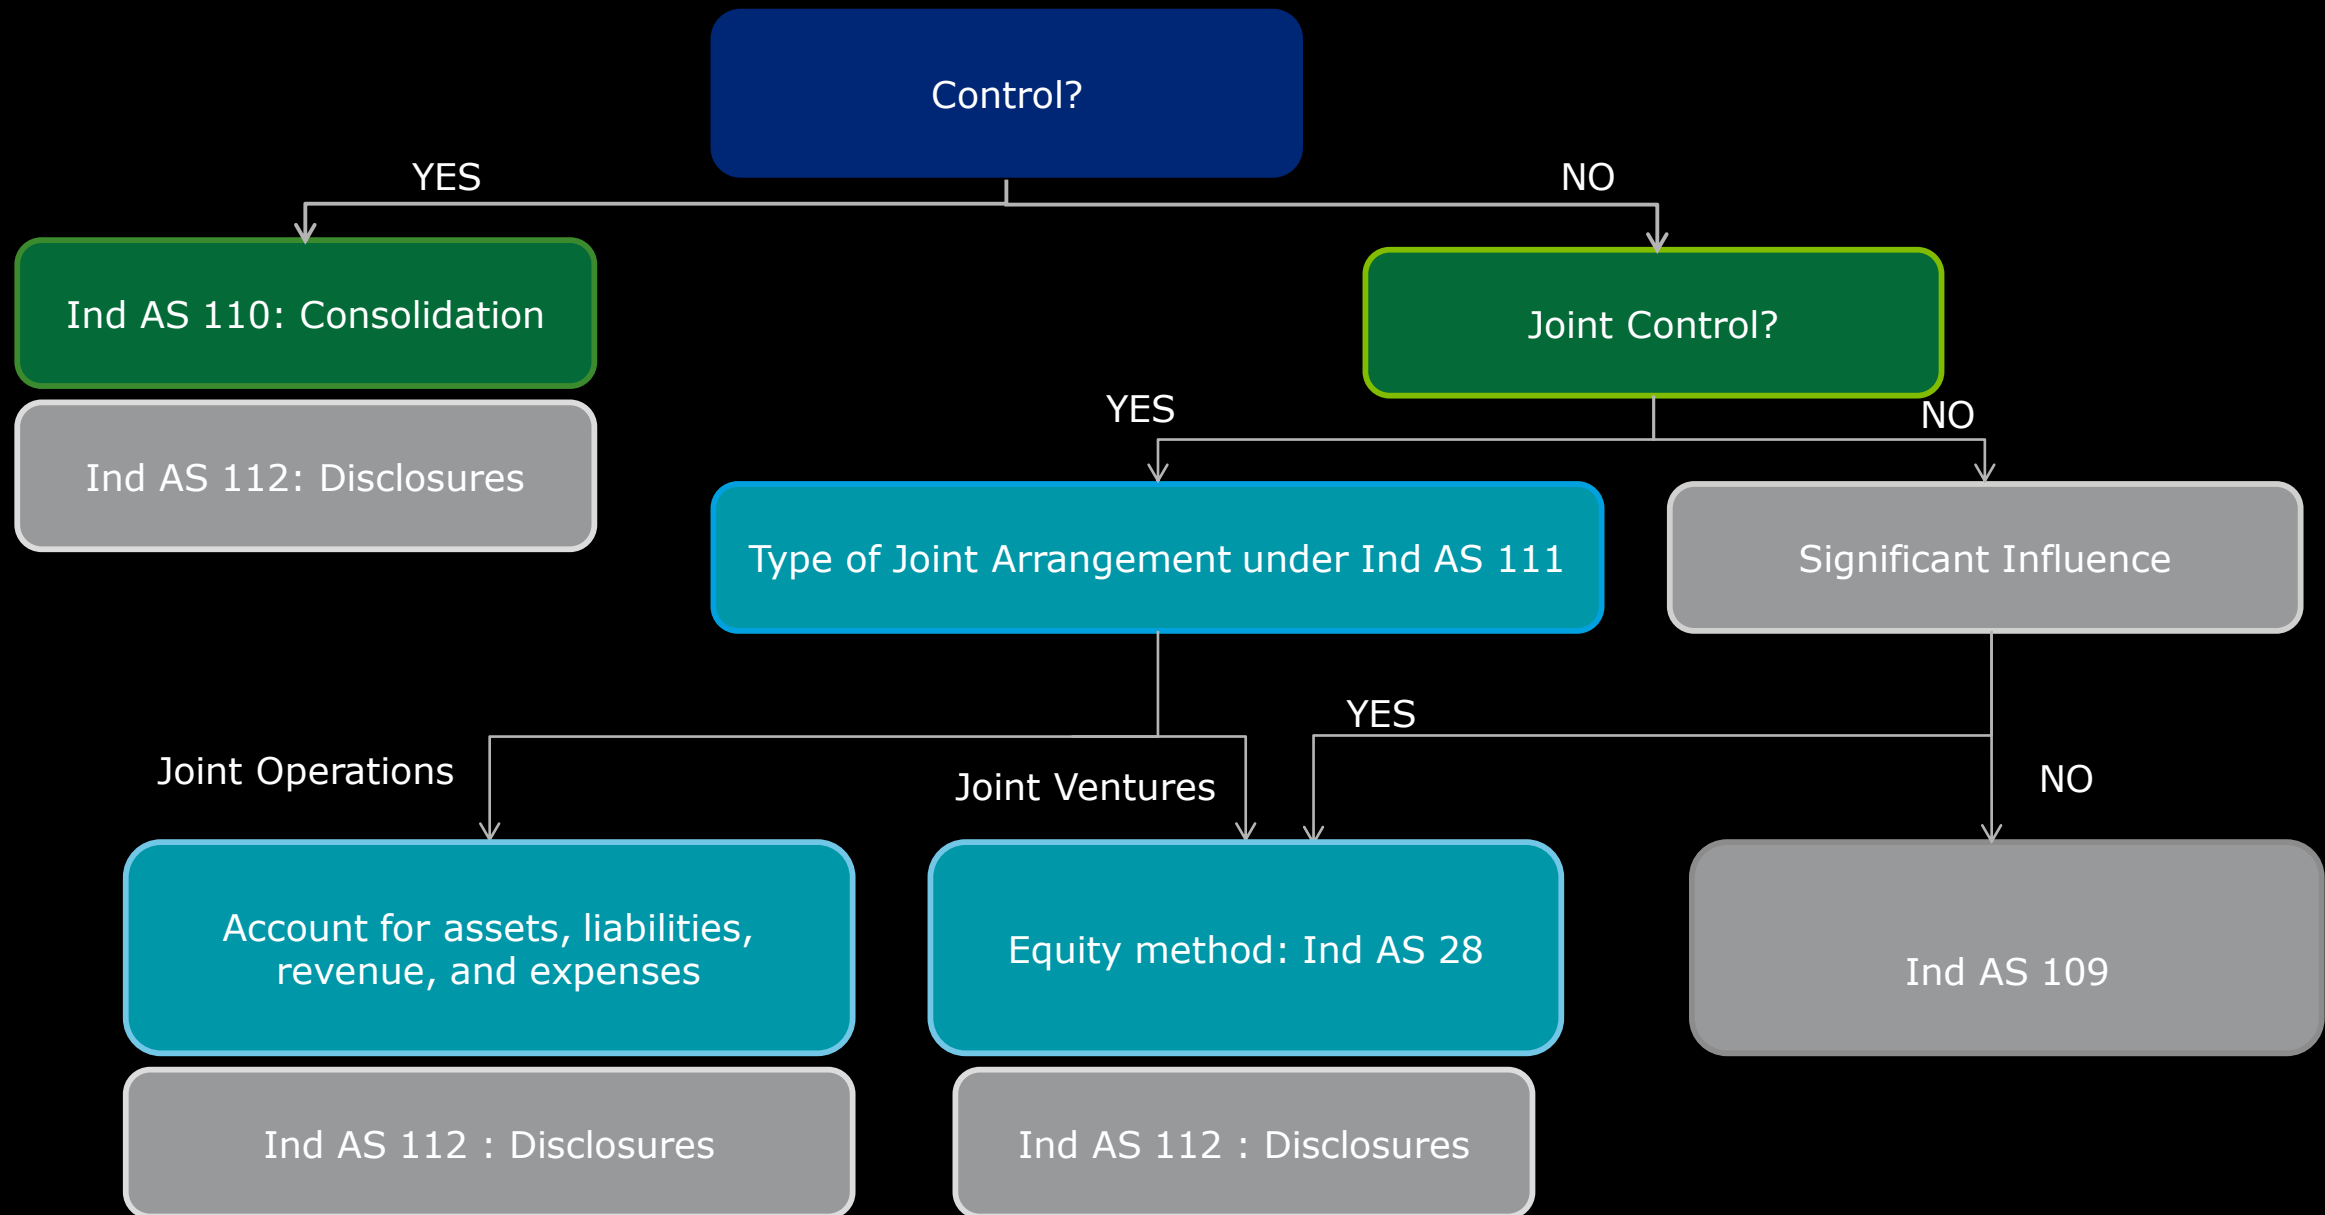 Control?
YES
NO
Ind AS 110: Consolidation
Joint Control?
Ind AS 112: Disclosures
YES
NO
Type of Joint Arrangement under Ind AS 111
Significant Influence
YES
Joint Operations
Joint Ventures
NO
Account for assets, liabilities,
revenue, and expenses
Equity method: Ind AS 28
Ind AS 109
Ind AS 112 : Disclosures
Ind AS 112 : Disclosures